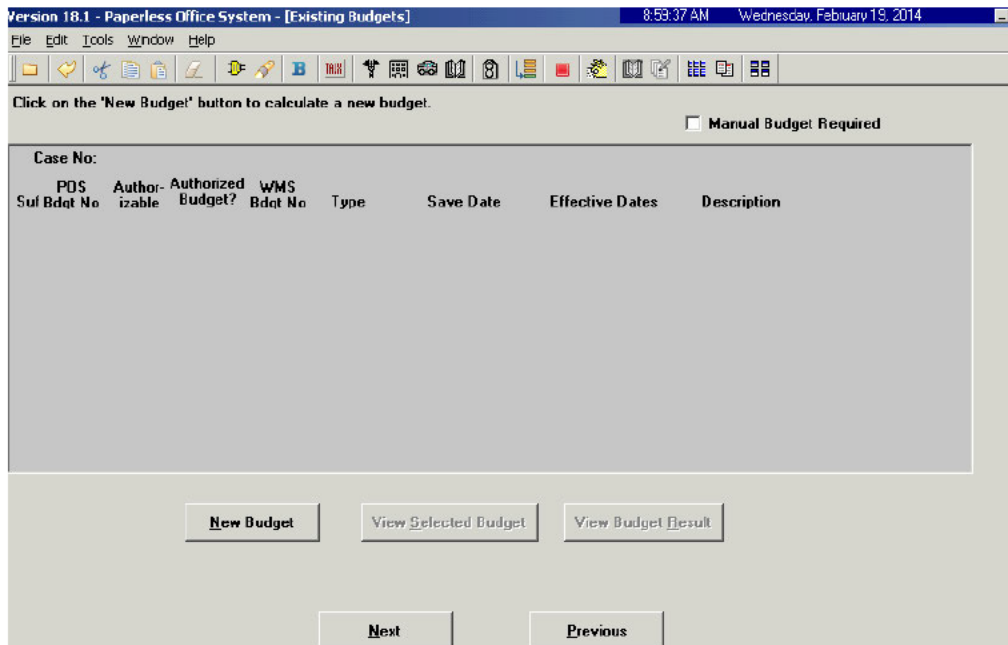 Version 18.1 - Paperless Office System - [Existing Budgets] 8:59:37 AM Wednesday, February 19, 2014
File Edit Tools Window Help
B TALX
Click on the 'New Budget' button to calculate a new budget.
Manual Budget Required
Case No:
POS Author- Authorized WMS
Suf Bdgt No izable Budget? Bdgt No Type Save Date Effective Dates Description
New Budget View Selected Budget View Budget Result
Next Previous